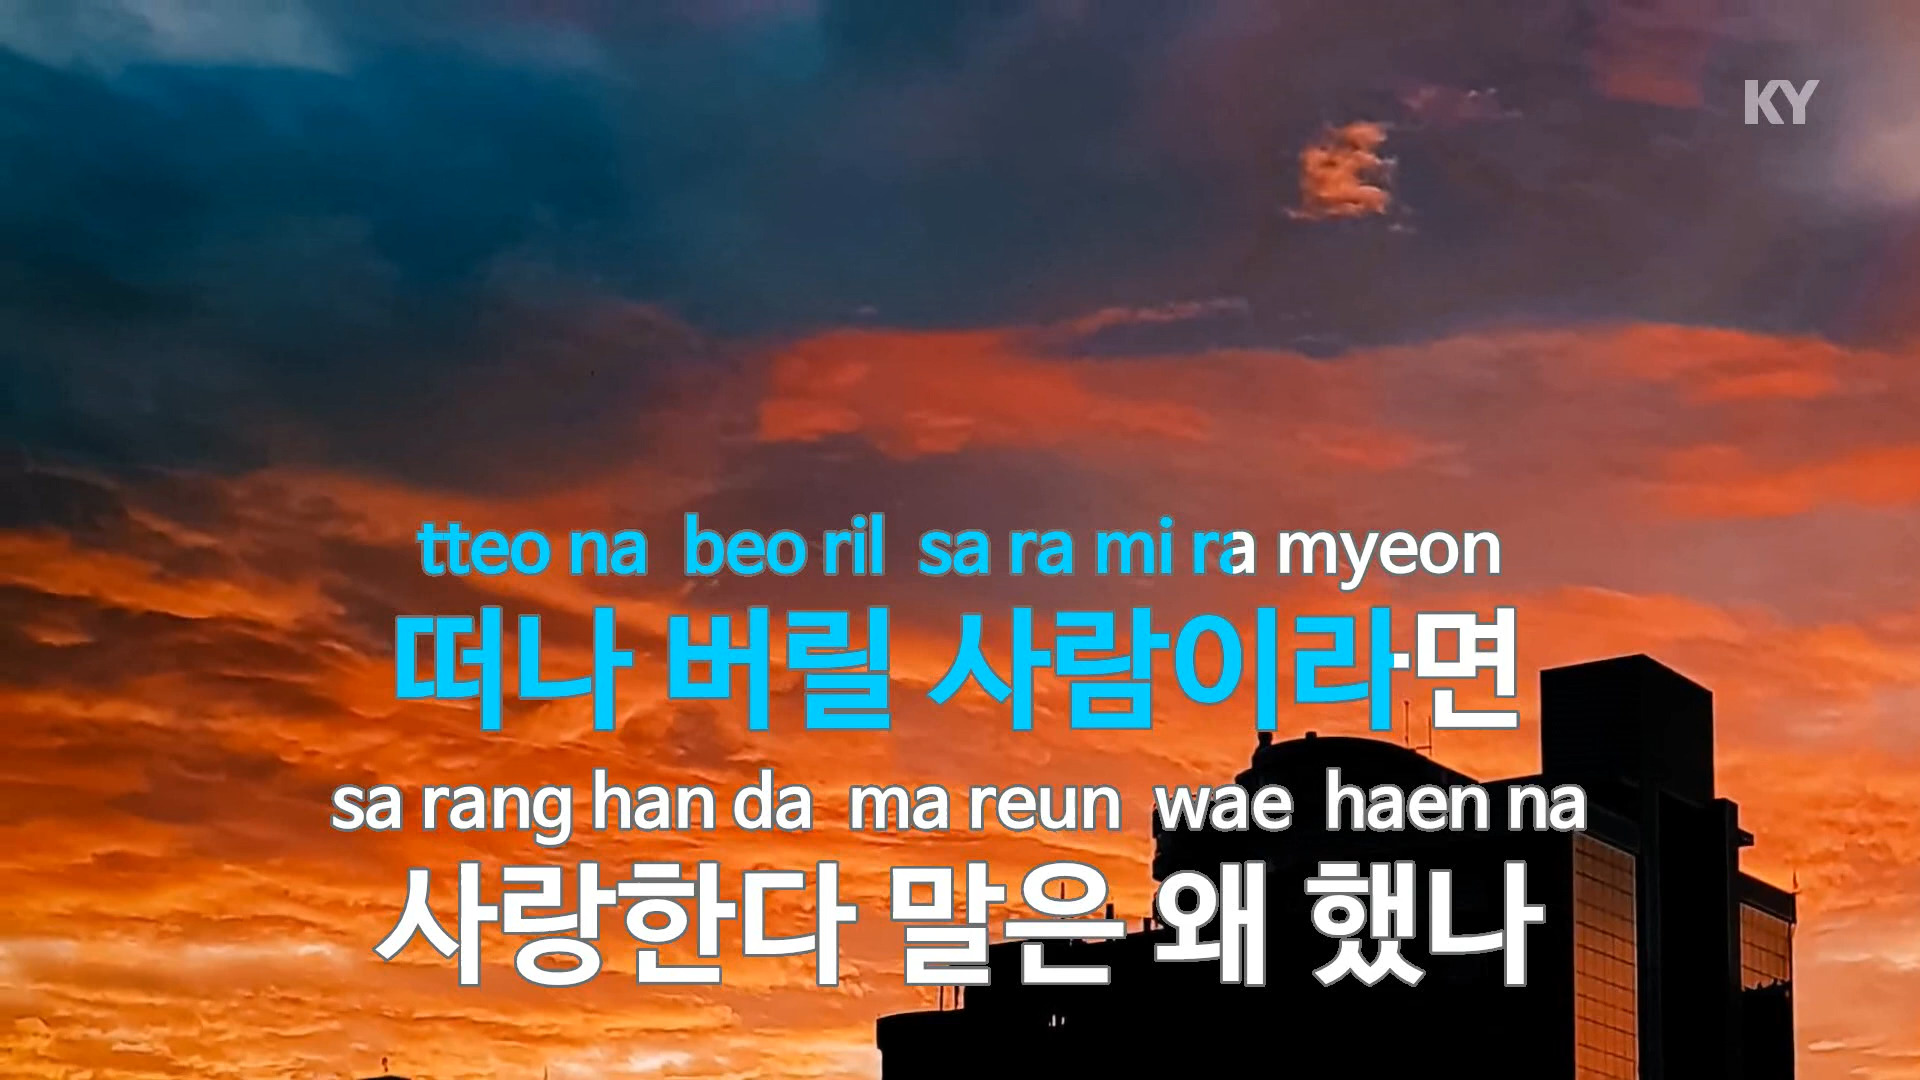 KY
tteo na beo ril sa ra mi ra myeon
떠나 버릴 사람이라면
sa rang han da ma reun wae haen na
사랑한다 말은 왜 했나